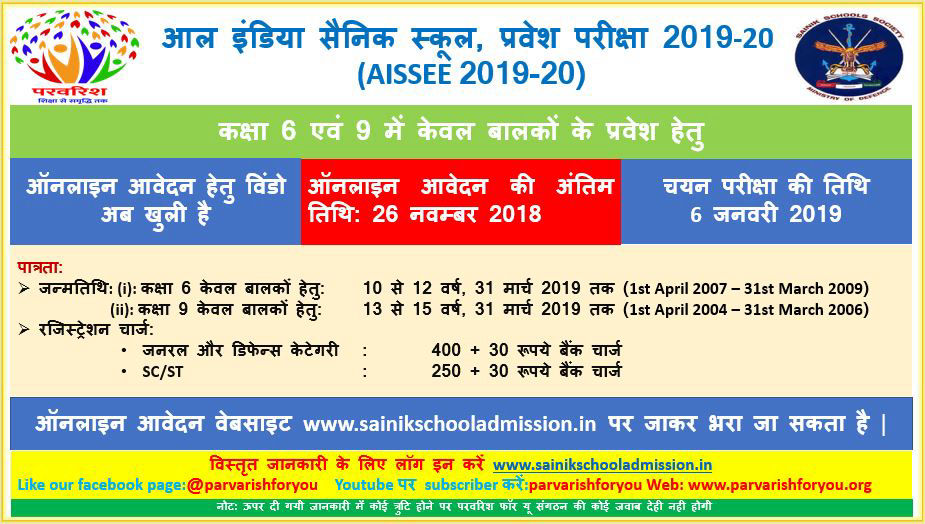 आल इंडिया सैनिक स्कूल, प्रवेश परीक्षा 2019-20
(AISSEE 2019-20)
परवरिश
शिक्षा से समृद्धि तक
SAINIK SCHOOLS SOCIETY
MINISTRY OF DEFENCE
कक्षा 6 एवं 9 में केवल बालकों के प्रवेश हेतु
ऑनलाइन आवेदन हेतु विंडो
अब खुली है
ऑनलाइन आवेदन की अंतिम
तिथि: 26 नवम्बर 2018
चयन परीक्षा की तिथि
6 जनवरी 2019
पात्रता:
➢ जन्मतिथि: (i): कक्षा 6 केवल बालकों हेतु: 10 से 12 वर्ष, 31 मार्च 2019 तक (1st April 2007 – 31st March 2009)
(ii): कक्षा 9 केवल बालकों हेतु: 13 से 15 वर्ष, 31 मार्च 2019 तक (1st April 2004 – 31st March 2006)
➢ रजिस्ट्रेशन चार्ज:
• जनरल और डिफेन्स केटेगरी : 400 + 30 रूपये बैंक चार्ज
• SC/ST : 250 + 30 रूपये बैंक चार्ज
ऑनलाइन आवेदन वेबसाइट www.sainikschooladmission.in पर जाकर भरा जा सकता है |
विस्तृत जानकारी के लिए लॉग इन करें www.sainikschooladmission.in
Like our facebook page:@parvarishforyou Youtube पर subscriber करें:parvarishforyou Web: www.parvarishforyou.org
नोट: ऊपर दी गयी जानकारी में कोई त्रुटि होने पर परवरिश फॉर यू संगठन की कोई जवाब देही नही होगी